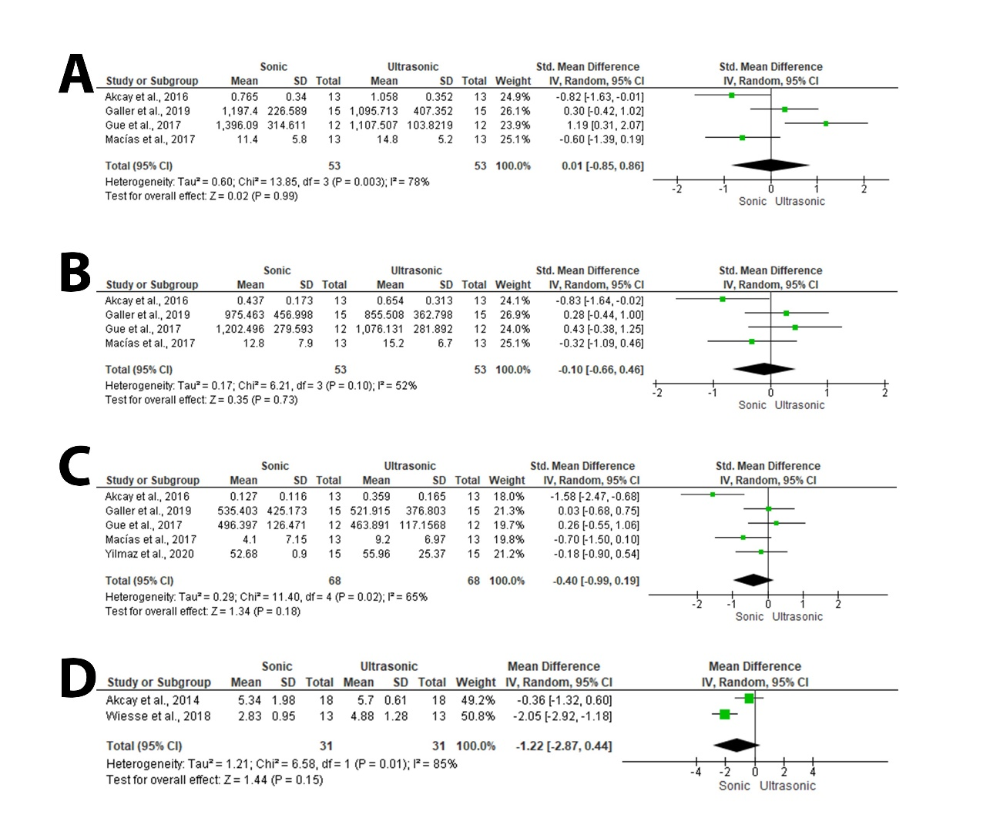 A
Sonic Ultrasonic Std. Mean Difference Std. Mean Difference
Study or Subgroup Mean SD Total Mean SD Total Weight IV, Random, 95% CI IV, Random, 95% CI
Akcay et al., 2016 0.765 0.34 13 1.058 0.352 13 24.9% -0.82 [-1.63, -0.01]
Galler et al., 2019 1,197.4 226.589 15 1,095.713 407.352 15 26.1% 0.30 [-0.42, 1.02]
Gue et al., 2017 1,396.09 314.611 12 1,107.507 103.8219 12 23.9% 1.19 [0.31, 2.07]
Macías et al., 2017 11.4 5.8 13 14.8 5.2 13 25.1% -0.60 [-1.39, 0.19]
Total (95% CI) 53 53 100.0% 0.01 [-0.85, 0.86]
Heterogeneity: Tau² = 0.60; Chi² = 13.85, df = 3 (P = 0.003); I² = 78%
Test for overall effect: Z = 0.02 (P = 0.99)
-2 -1 0 1 2
Sonic Ultrasonic
B
Sonic Ultrasonic Std. Mean Difference Std. Mean Difference
Study or Subgroup Mean SD Total Mean SD Total Weight IV, Random, 95% CI IV, Random, 95% CI
Akcay et al., 2016 0.437 0.173 13 0.654 0.313 13 24.1% -0.83 [-1.64, -0.02]
Galler et al., 2019 975.463 456.998 15 855.508 362.798 15 26.9% 0.28 [-0.44, 1.00]
Gue et al., 2017 1,202.496 279.593 12 1,076.131 281.892 12 24.0% 0.43 [-0.38, 1.25]
Macías et al., 2017 12.8 7.9 13 15.2 6.7 13 25.1% -0.32 [-1.09, 0.46]
Total (95% CI) 53 53 100.0% -0.10 [-0.66, 0.46]
Heterogeneity: Tau² = 0.17; Chi² = 6.21, df = 3 (P = 0.10); I² = 52%
Test for overall effect: Z = 0.35 (P = 0.73)
-2 -1 0 1 2
Sonic Ultrasonic
C
Sonic Ultrasonic Std. Mean Difference Std. Mean Difference
Study or Subgroup Mean SD Total Mean SD Total Weight IV, Random, 95% CI IV, Random, 95% CI
Akcay et al., 2016 0.127 0.116 13 0.359 0.165 13 18.0% -1.58 [-2.47, -0.68]
Galler et al., 2019 535.403 425.173 15 521.915 376.803 15 21.3% 0.03 [-0.68, 0.75]
Gue et al., 2017 496.397 126.471 12 463.891 117.1568 12 19.7% 0.26 [-0.55, 1.06]
Macías et al., 2017 4.1 7.15 13 9.2 6.97 13 19.8% -0.70 [-1.50, 0.10]
Yilmaz et al., 2020 52.68 0.9 15 55.96 25.37 15 21.2% -0.18 [-0.90, 0.54]
Total (95% CI) 68 68 100.0% -0.40 [-0.99, 0.19]
Heterogeneity: Tau² = 0.29; Chi² = 11.40, df = 4 (P = 0.02); I² = 65%
Test for overall effect: Z = 1.34 (P = 0.18)
-2 -1 0 1 2
Sonic Ultrasonic
D
Sonic Ultrasonic Mean Difference Mean Difference
Study or Subgroup Mean SD Total Mean SD Total Weight IV, Random, 95% CI IV, Random, 95% CI
Akcay et al., 2014 5.34 1.98 18 5.7 0.61 18 49.2% -0.36 [-1.32, 0.60]
Wiesse et al., 2018 2.83 0.95 13 4.88 1.28 13 50.8% -2.05 [-2.92, -1.18]
Total (95% CI) 31 31 100.0% -1.22 [-2.87, 0.44]
Heterogeneity: Tau² = 1.21; Chi² = 6.58, df = 1 (P = 0.01); I² = 85%
Test for overall effect: Z = 1.44 (P = 0.15)
-4 -2 0 2 4
Sonic Ultrasonic